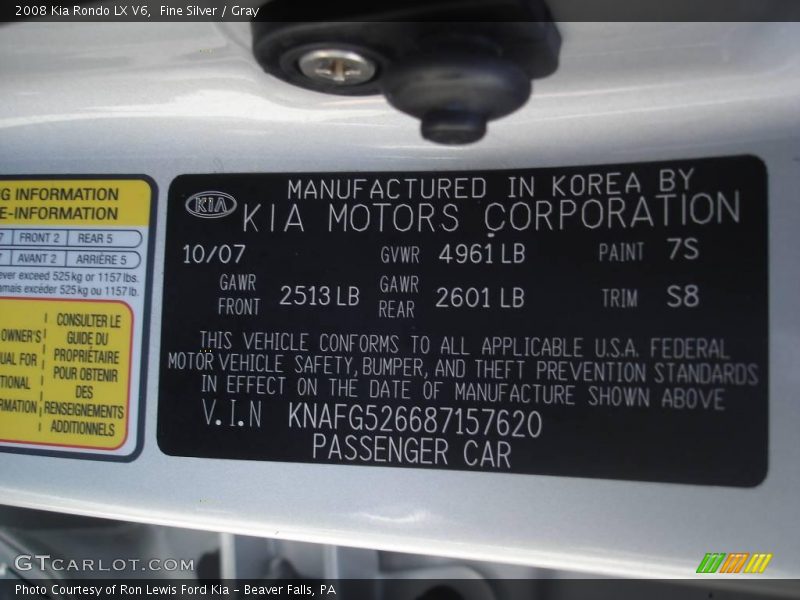 2008 Kia Rondo LX V6,  Fine Silver / Gray
G INFORMATION
E-INFORMATION
FRONT 2 REAR 5
AVANT 2 ARRIÈRE 5
ever exceed 525 kg or 1157 lbs.
amais excéder 525 kg ou 1157 lb.
OWNER'S
UAL FOR
TIONAL
RMATION
CONSULTER LE
GUIDE DU
PROPRIÉTAIRE
POUR OBTENIR
DES
RENSEIGNEMENTS
ADDITIONNELS
KIA
MANUFACTURED IN KOREA BY
KIA MOTORS CORPORATION
10/07 GVWR 4961 LB PAINT 7S
GAWR FRONT 2513 LB GAWR REAR 2601 LB TRIM S8
THIS VEHICLE CONFORMS TO ALL APPLICABLE U.S.A. FEDERAL
MOTOR VEHICLE SAFETY, BUMPER, AND THEFT PREVENTION STANDARDS
IN EFFECT ON THE DATE OF MANUFACTURE SHOWN ABOVE
V.I.N KNAFG526687157620
PASSENGER CAR
GTCARLOT.COM
Photo Courtesy of Ron Lewis Ford Kia - Beaver Falls, PA